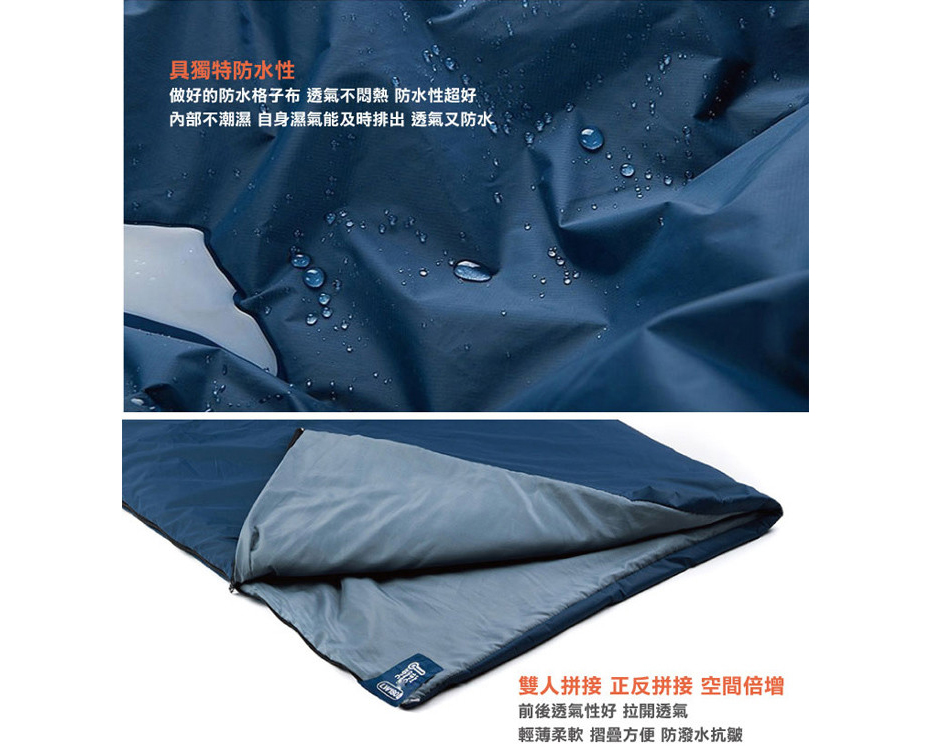 具獨特防水性
做好的防水格子布 透氣不悶熱 防水性超好
內部不潮濕 自身濕氣能及時排出 透氣又防水
LW180
雙人拼接 正反拼接 空間倍增
前後透氣性好 拉開透氣
輕薄柔軟 摺疊方便 防潑水抗皺